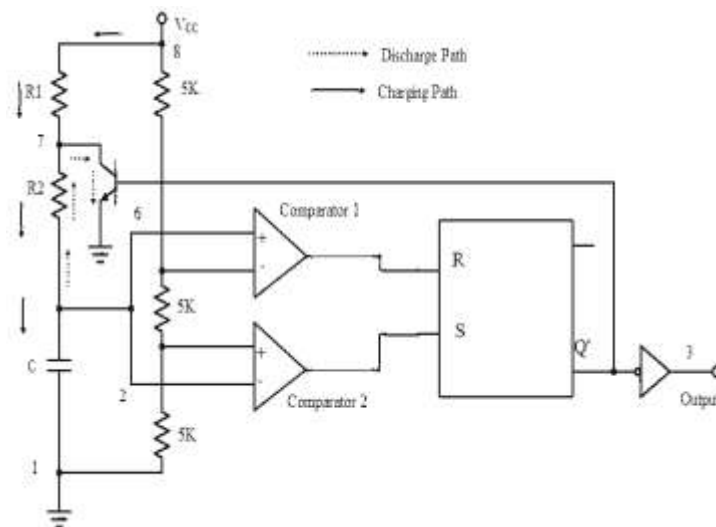 VCC
8
Discharge Path
R1
5K
Charging Path
7
R2
6
Comparator 1
+
-
R
5K
S
+
-
Q'
3
C
2
Comparator 2
Output
5K
1